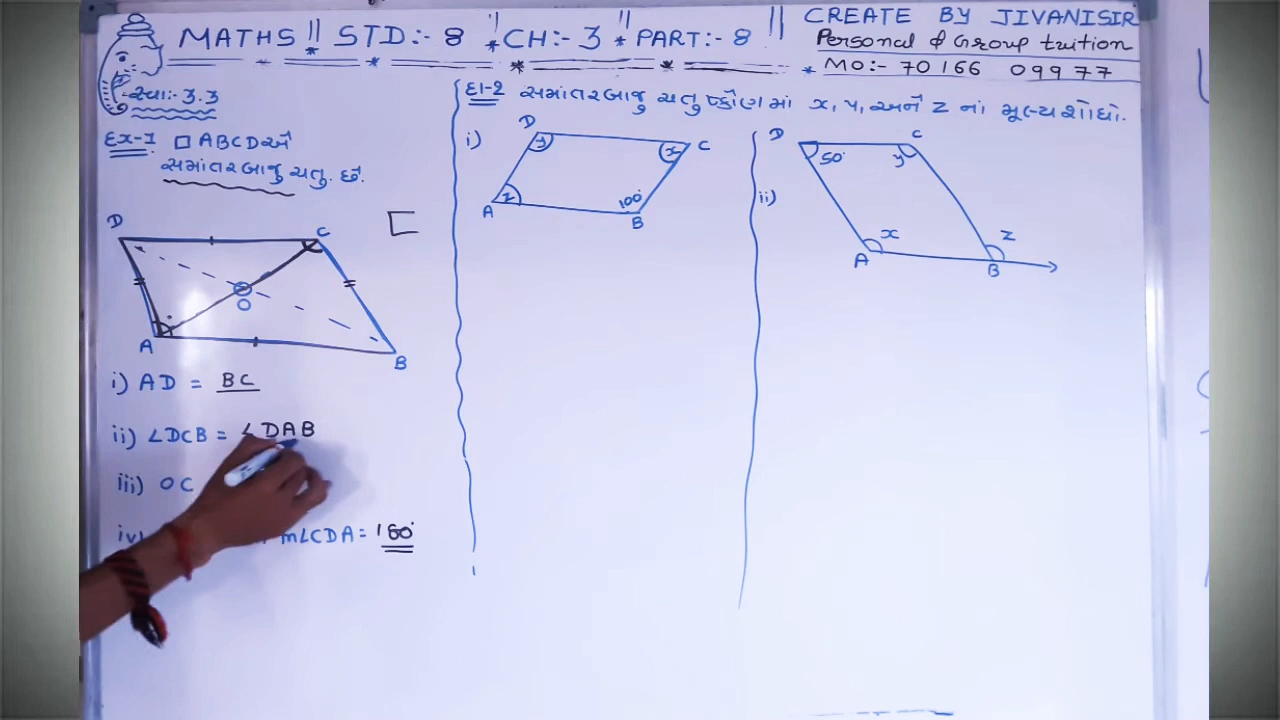 MATHS || STD:- 8 * CH:- 3 * PART:- 8 ||
CREATE BY JIVANISIR
Personal & Group tuition
* MO:- 70166 09977
સ્વા:- 3.3
Ex-1 □ABCD એ
સમાંતરબાજુ ચતુ. છે.
D C
O
A B
i) AD = BC
ii) ∠DCB = ∠DAB
iii) OC
iv) m∠CDA = 180°
દા-2 સમાંતરબાજુ ચતુષ્કોણમાં x, y, અને z નાં મૂલ્ય શોધો.
i) D y x C
A z 100° B
ii) D 50° y C
A x B z